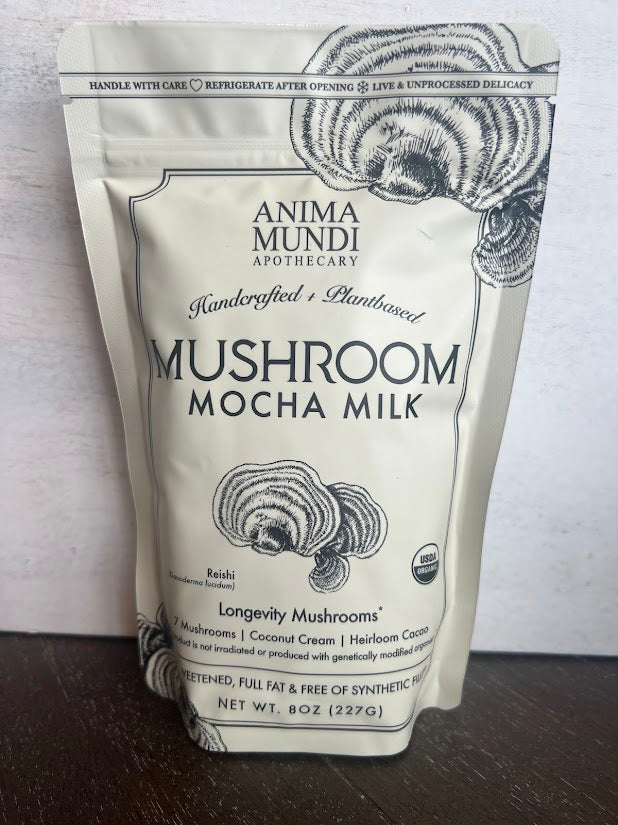 HANDLE WITH CARE ♡ REFRIGERATE AFTER OPENING ❄ LIVE & UNPROCESSED DELICACY
ANIMA
MUNDI
APOTHECARY
Handcrafted + Plantbased
MUSHROOM
MOCHA MILK
Reishi
(Ganoderma lucidum)
USDA
ORGANIC
Longevity Mushrooms*
7 Mushrooms | Coconut Cream | Heirloom Cacao
is not irradiated or produced with genetically modified
FULL FAT & FREE OF SYNTHETIC
NET WT. 8OZ (227G)